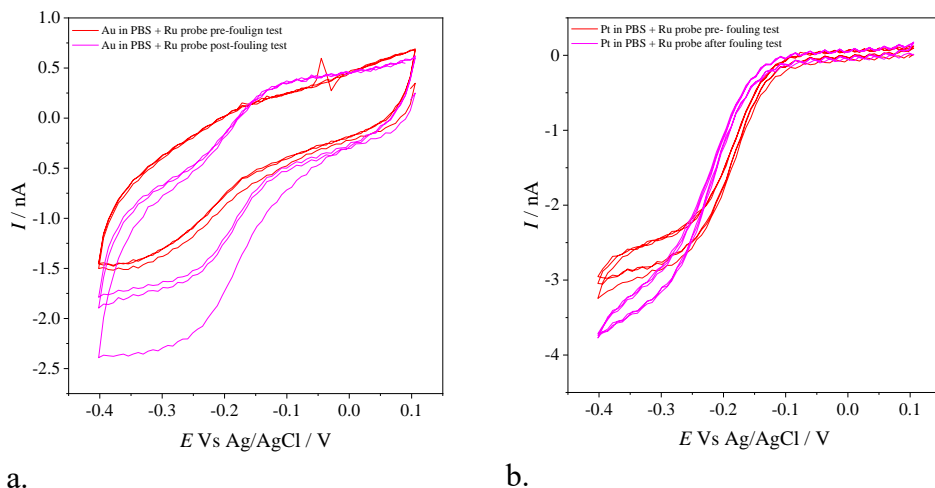 Au in PBS + Ru probe pre-foulign test
Au in PBS + Ru probe post-fouling test
1.0
0.5
0.0
-0.5
-1.0
-1.5
-2.0
-2.5
I / nA
-0.4
-0.3
-0.2
-0.1
0.0
0.1
E Vs Ag/AgCl / V
a.
Pt in PBS + Ru probe pre- fouling test
Pt in PBS + Ru probe after fouling test
0
-1
-2
-3
-4
I / nA
-0.4
-0.3
-0.2
-0.1
0.0
0.1
E Vs Ag/AgCl / V
b.